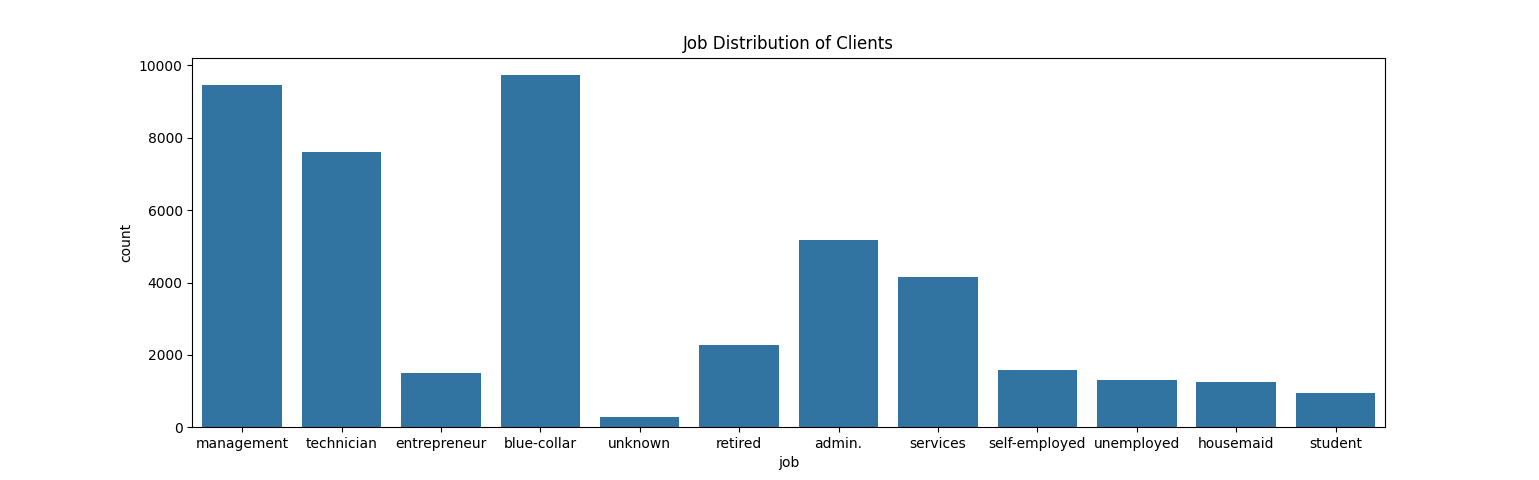 Job Distribution of Clients
10000
8000
6000
4000
2000
0
count
management technician entrepreneur blue-collar unknown retired admin. services self-employed unemployed housemaid student
job